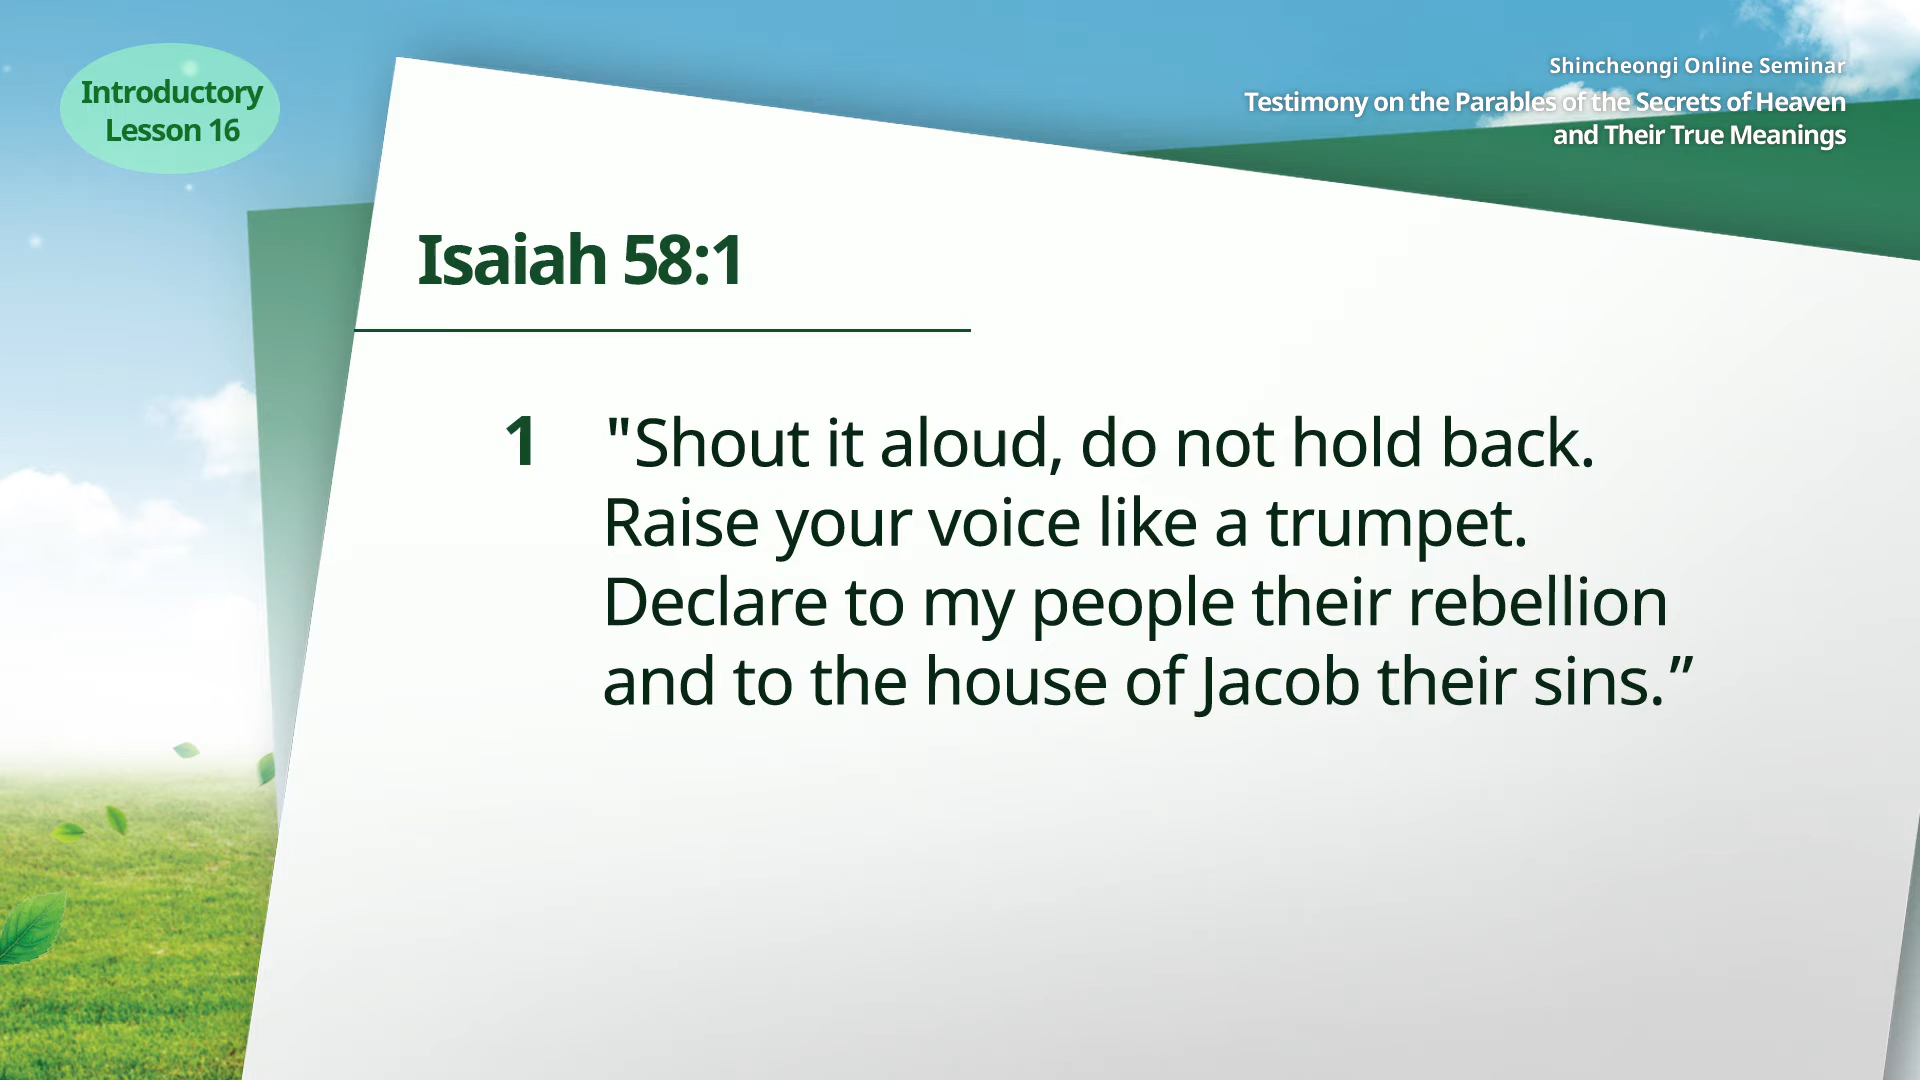 Introductory
Lesson 16
Shincheongi Online Seminar
Testimony on the Parables of the Secrets of Heaven
and Their True Meanings
Isaiah 58:1
1 "Shout it aloud, do not hold back.
Raise your voice like a trumpet.
Declare to my people their rebellion
and to the house of Jacob their sins.”